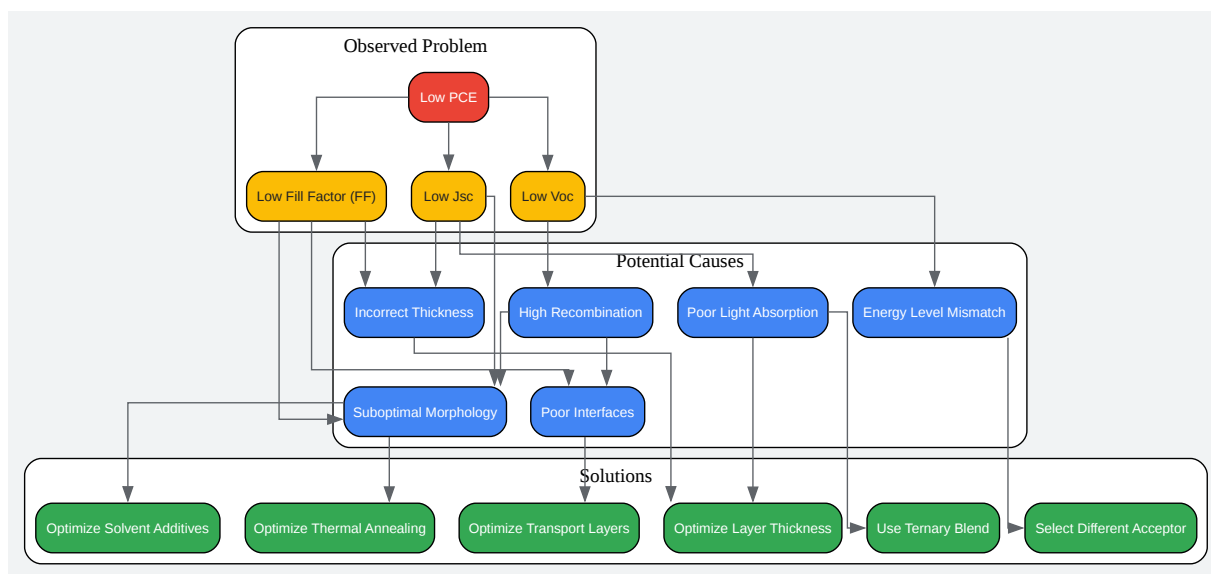 Observed Problem
Low PCE
Low Fill Factor (FF)
Low Jsc
Low Voc
Potential Causes
Incorrect Thickness
High Recombination
Poor Light Absorption
Energy Level Mismatch
Suboptimal Morphology
Poor Interfaces
Solutions
Optimize Solvent Additives
Optimize Thermal Annealing
Optimize Transport Layers
Optimize Layer Thickness
Use Ternary Blend
Select Different Acceptor